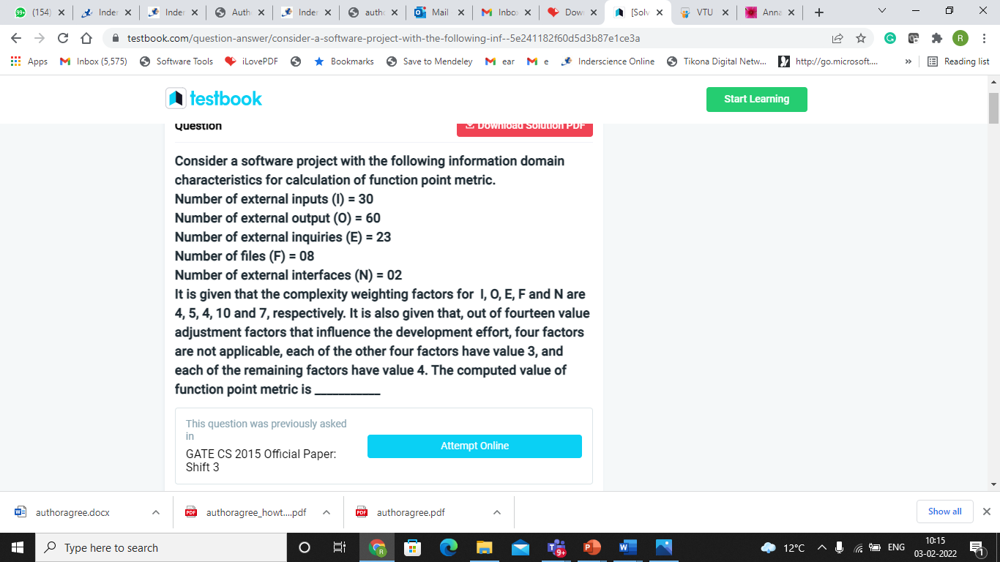 (154)
Inder
Inder
Auth
Inder
autho
Mail
Inbo
Down
[Solv
VTU
Anna
testbook.com/question-answer/consider-a-software-project-with-the-following-inf--5e241182f60d5d3b87e1ce3a
R
Apps
Inbox (5,575)
Software Tools
iLovePDF
Bookmarks
Save to Mendeley
ear
e
Inderscience Online
Tikona Digital Netw...
http://go.microsoft....
»
Reading list
testbook
Start Learning
Question
Download Solution PDF
Consider a software project with the following information domain
characteristics for calculation of function point metric.
Number of external inputs (I) = 30
Number of external output (O) = 60
Number of external inquiries (E) = 23
Number of files (F) = 08
Number of external interfaces (N) = 02
It is given that the complexity weighting factors for I, O, E, F and N are
4, 5, 4, 10 and 7, respectively. It is also given that, out of fourteen value
adjustment factors that influence the development effort, four factors
are not applicable, each of the other four factors have value 3, and
each of the remaining factors have value 4. The computed value of
function point metric is ___________
This question was previously asked
in
GATE CS 2015 Official Paper:
Shift 3
Attempt Online
authoragree.docx
authoragree_howt....pdf
authoragree.pdf
Show all
Type here to search
9+
12°C
ENG
10:15
03-02-2022
1